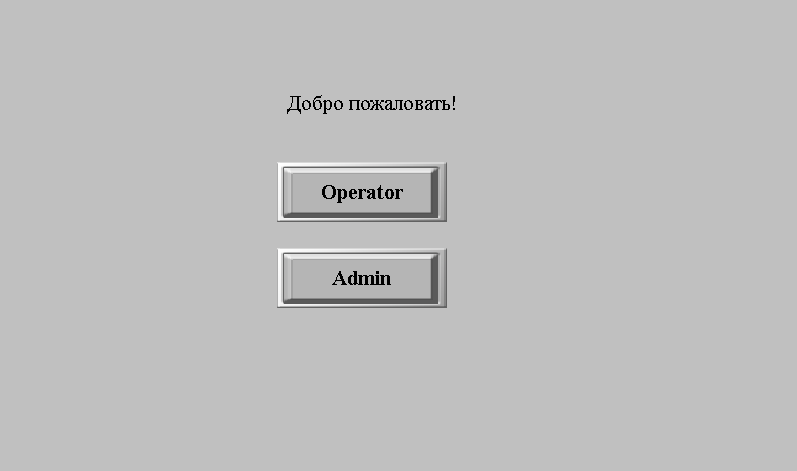 Добро пожаловать!
Operator
Admin